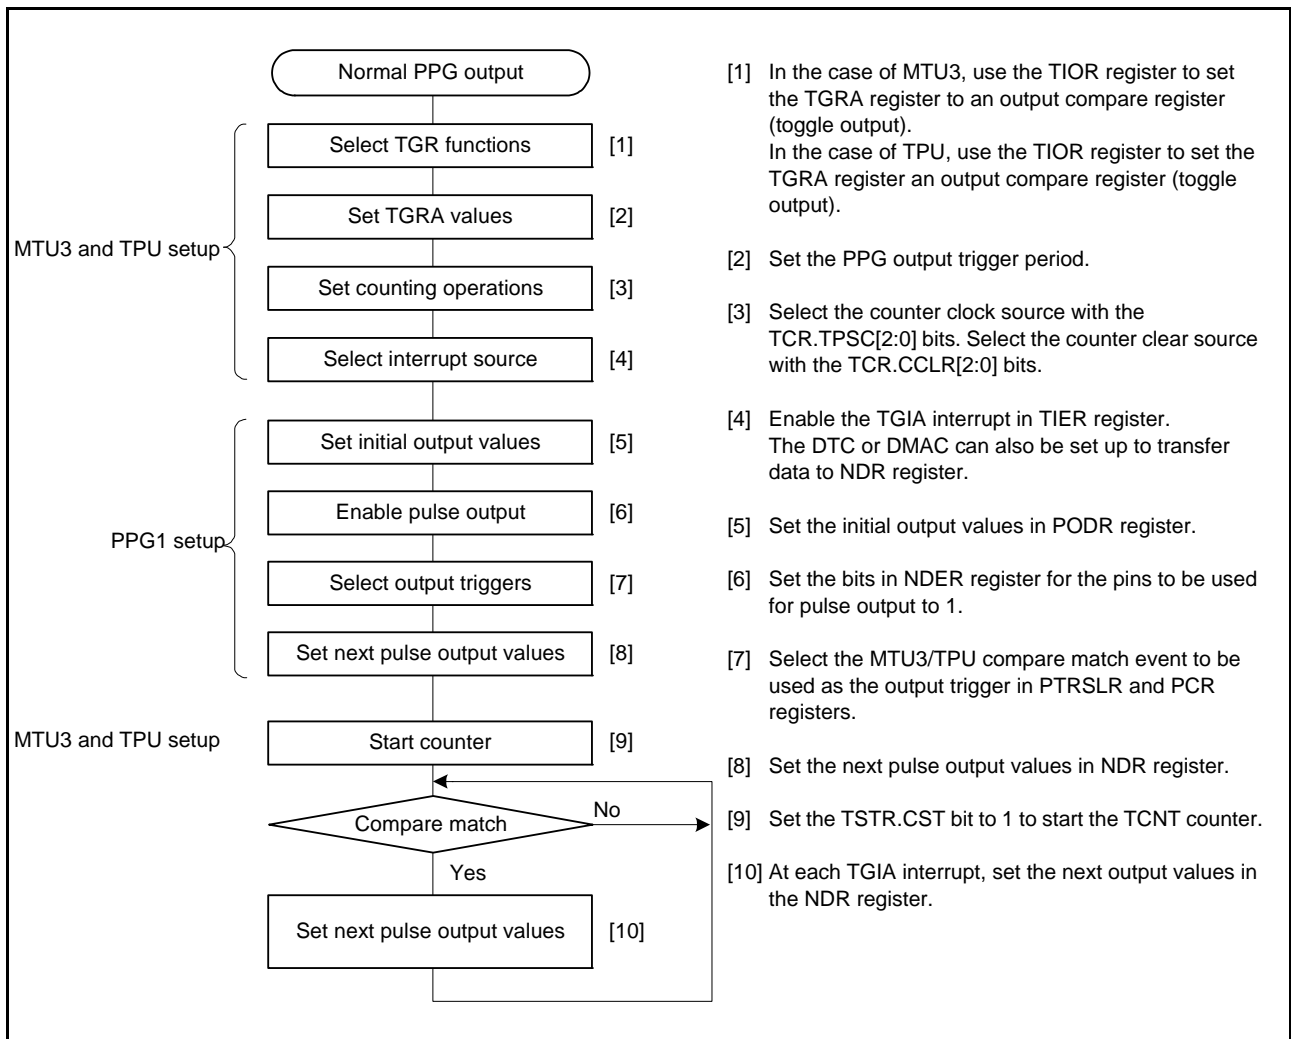 Normal PPG output
Select TGR functions
[1]
Set TGRA values
[2]
MTU3 and TPU setup
Set counting operations
[3]
Select interrupt source
[4]
Set initial output values
[5]
Enable pulse output
[6]
PPG1 setup
Select output triggers
[7]
Set next pulse output values
[8]
MTU3 and TPU setup
Start counter
[9]
Compare match
No
Yes
Set next pulse output values
[10]
[1] In the case of MTU3, use the TIOR register to set
the TGRA register to an output compare register
(toggle output).
In the case of TPU, use the TIOR register to set the
TGRA register an output compare register (toggle
output).
[2] Set the PPG output trigger period.
[3] Select the counter clock source with the
TCR.TPSC[2:0] bits. Select the counter clear source
with the TCR.CCLR[2:0] bits.
[4] Enable the TGIA interrupt in TIER register.
The DTC or DMAC can also be set up to transfer
data to NDR register.
[5] Set the initial output values in PODR register.
[6] Set the bits in NDER register for the pins to be used
for pulse output to 1.
[7] Select the MTU3/TPU compare match event to be
used as the output trigger in PTRSLR and PCR
registers.
[8] Set the next pulse output values in NDR register.
[9] Set the TSTR.CST bit to 1 to start the TCNT counter.
[10] At each TGIA interrupt, set the next output values in
the NDR register.